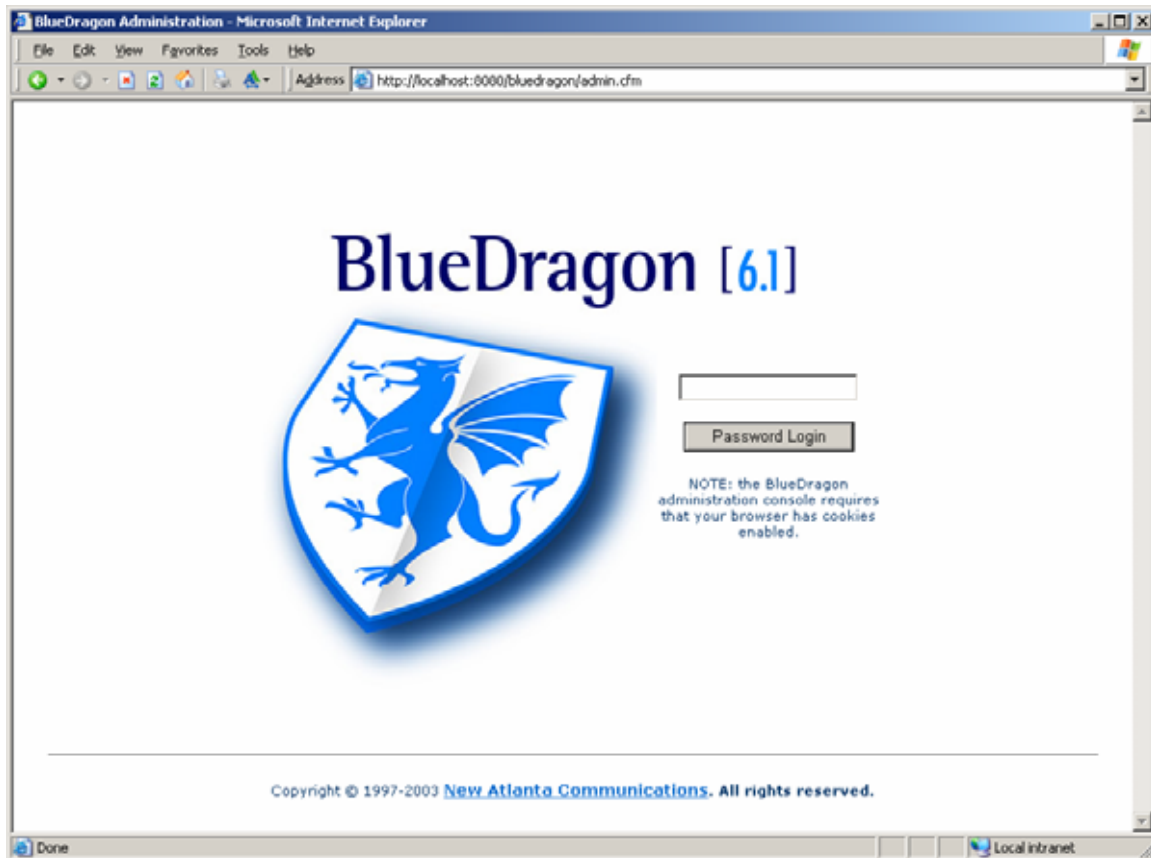 BlueDragon Administration - Microsoft Internet Explorer
File Edit View Favorites Tools Help
Address http://localhost:8080/bluedragon/admin.cfm
BlueDragon [6.1]
Password Login
NOTE: the BlueDragon
administration console requires
that your browser has cookies
enabled.
Copyright © 1997-2003 New Atlanta Communications. All rights reserved.
Done Local intranet